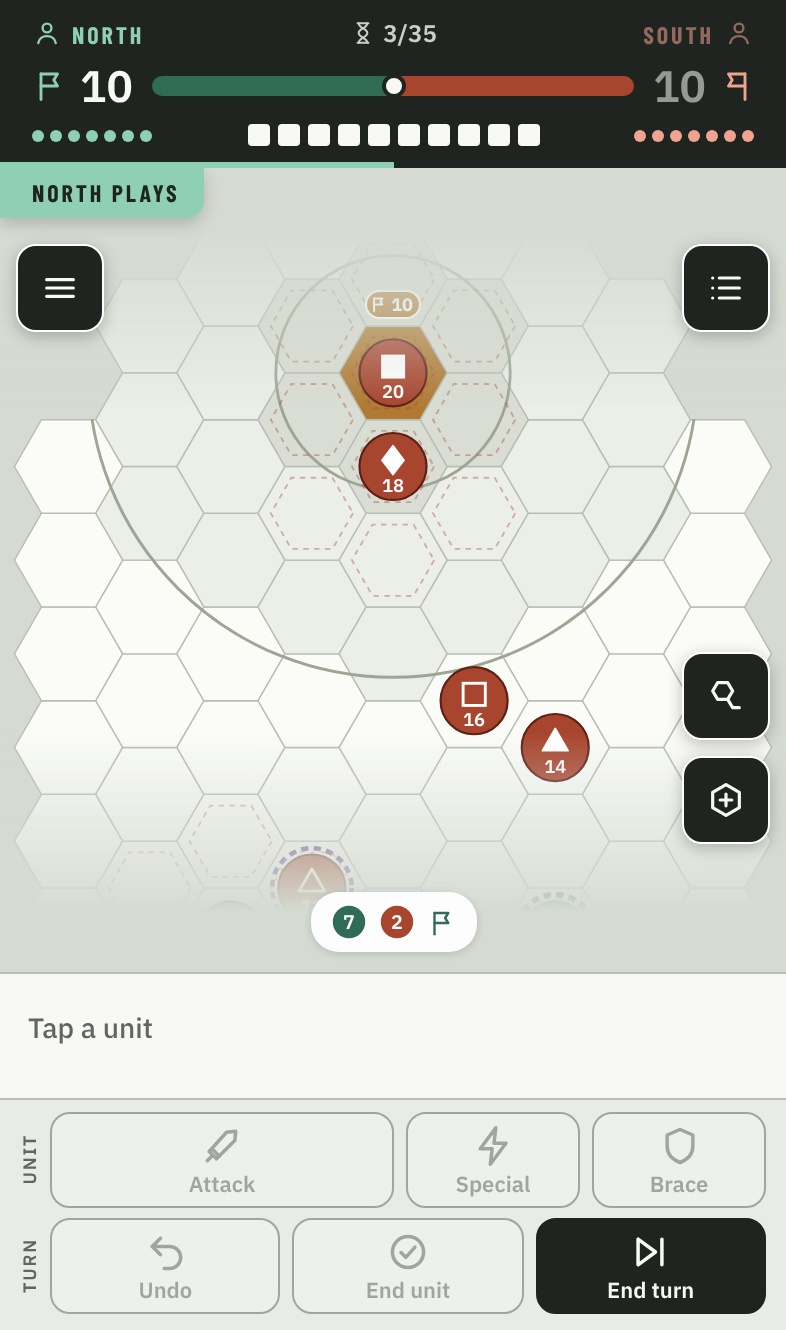 NORTH 3/35 SOUTH
10 10
NORTH PLAYS
10
20
18
16
14
7 2
Tap a unit
UNIT
Attack Special Brace
TURN
Undo End unit End turn